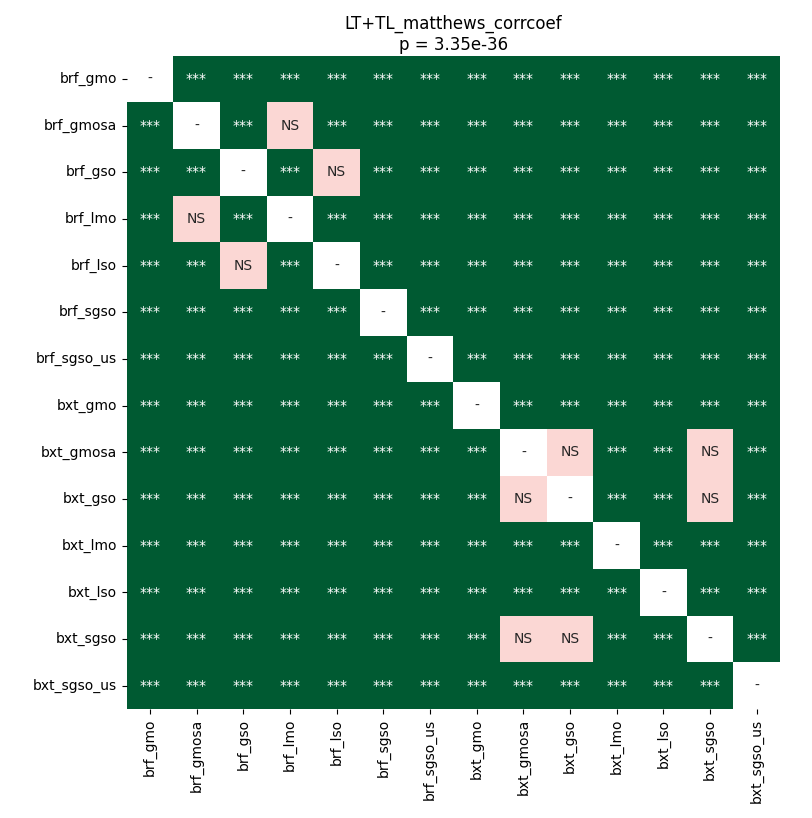 LT+TL_matthews_corrcoef
p = 3.35e-36
brf_gmo - *** *** *** *** *** *** *** *** *** *** *** *** ***
brf_gmosa *** - *** NS *** *** *** *** *** *** *** *** *** ***
brf_gso *** *** - *** NS *** *** *** *** *** *** *** *** ***
brf_lmo *** NS *** - *** *** *** *** *** *** *** *** *** ***
brf_lso *** *** NS *** - *** *** *** *** *** *** *** *** ***
brf_sgso *** *** *** *** *** - *** *** *** *** *** *** *** ***
brf_sgso_us *** *** *** *** *** *** - *** *** *** *** *** *** ***
bxt_gmo *** *** *** *** *** *** *** - *** *** *** *** *** ***
bxt_gmosa *** *** *** *** *** *** *** *** - NS *** *** NS ***
bxt_gso *** *** *** *** *** *** *** *** NS - *** *** NS ***
bxt_lmo *** *** *** *** *** *** *** *** *** *** - *** *** ***
bxt_lso *** *** *** *** *** *** *** *** *** *** *** - *** ***
bxt_sgso *** *** *** *** *** *** *** *** NS NS *** *** - ***
bxt_sgso_us *** *** *** *** *** *** *** *** *** *** *** *** *** -
brf_gmo
brf_gmosa
brf_gso
brf_lmo
brf_lso
brf_sgso
brf_sgso_us
bxt_gmo
bxt_gmosa
bxt_gso
bxt_lmo
bxt_lso
bxt_sgso
bxt_sgso_us